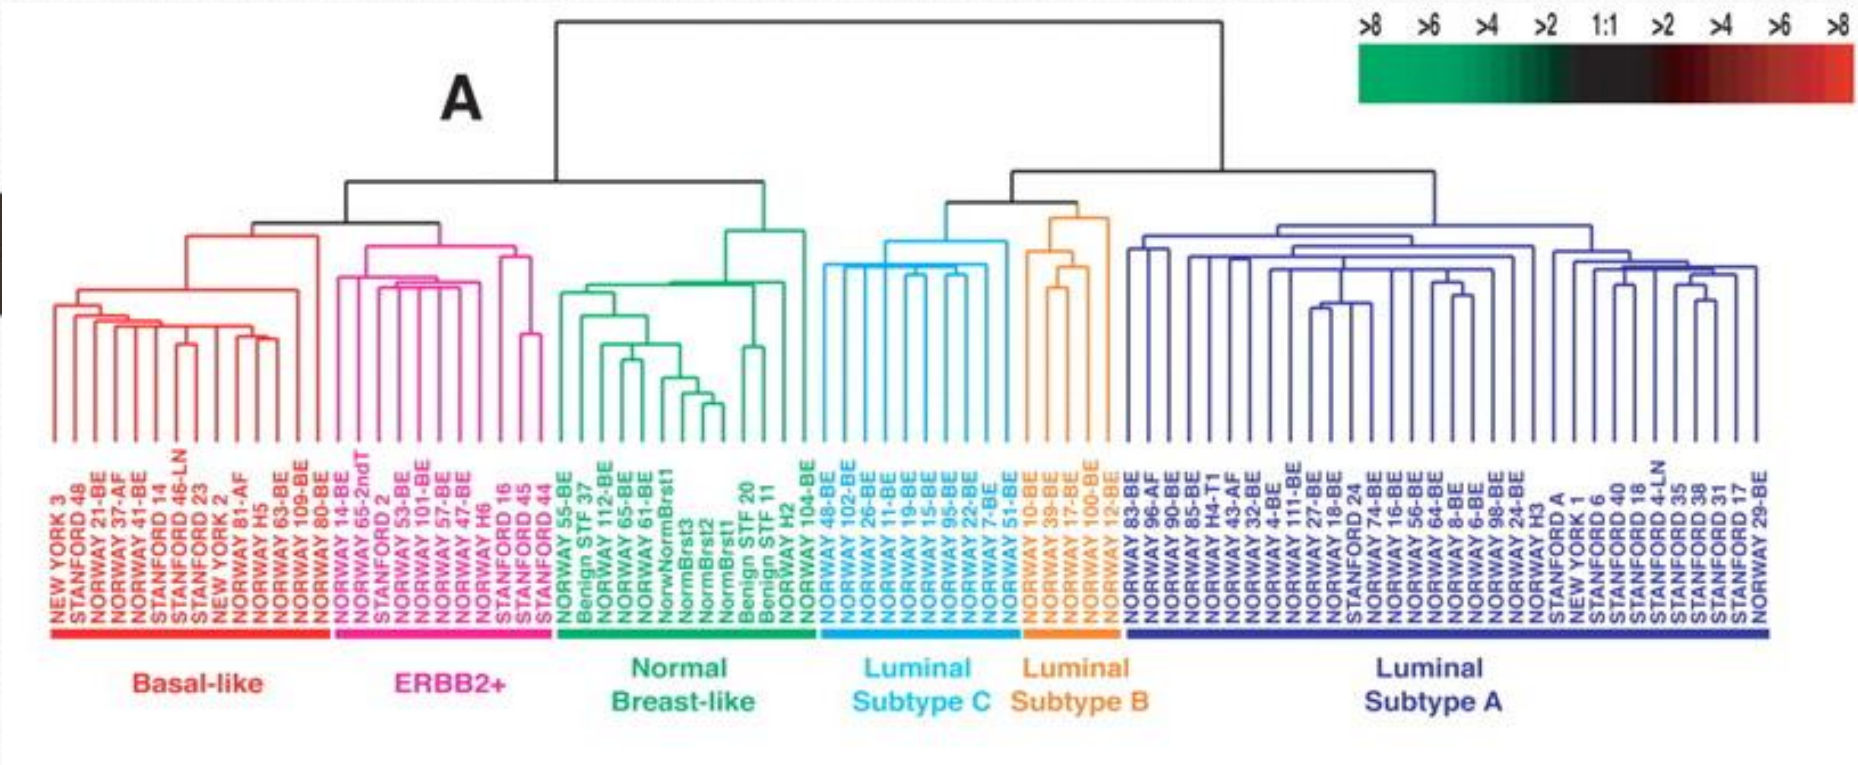 >8 >6 >4 >2 1:1 >2 >4 >6 >8
A
NEW YORK 3
STANFORD 48
NORWAY 21-BE
NORWAY 37-AF
NORWAY 41-BE
STANFORD 14
STANFORD 46-LN
STANFORD 23
NEW YORK 2
NORWAY 81-AF
NORWAY H5
NORWAY 63-BE
NORWAY 109-BE
NORWAY 80-BE
NORWAY 14-BE
NORWAY 65-2ndT
STANFORD 2
NORWAY 53-BE
NORWAY 101-BE
NORWAY 57-BE
NORWAY 47-BE
NORWAY H6
STANFORD 16
STANFORD 45
STANFORD 44
NORWAY 55-BE
Benign STF 37
NORWAY 112-BE
NORWAY 65-BE
NORWAY 61-BE
NorwNormBrst1
NormBrst3
NormBrst2
NormBrst1
Benign STF 20
Benign STF 11
NORWAY H2
NORWAY 104-BE
NORWAY 48-BE
NORWAY 102-BE
NORWAY 26-BE
NORWAY 11-BE
NORWAY 19-BE
NORWAY 15-BE
NORWAY 95-BE
NORWAY 22-BE
NORWAY 7-BE
NORWAY 51-BE
NORWAY 10-BE
NORWAY 39-BE
NORWAY 17-BE
NORWAY 100-BE
NORWAY 12-BE
NORWAY 83-BE
NORWAY 96-AF
NORWAY 90-BE
NORWAY 85-BE
NORWAY H4-T1
NORWAY 43-AF
NORWAY 32-BE
NORWAY 4-BE
NORWAY 111-BE
NORWAY 27-BE
NORWAY 18-BE
STANFORD 24
NORWAY 74-BE
NORWAY 16-BE
NORWAY 56-BE
NORWAY 64-BE
NORWAY 8-BE
NORWAY 6-BE
NORWAY 98-BE
NORWAY 24-BE
NORWAY H3
STANFORD A
NEW YORK 1
STANFORD 6
STANFORD 40
STANFORD 18
STANFORD 4-LN
STANFORD 35
STANFORD 38
STANFORD 31
STANFORD 17
NORWAY 29-BE
Basal-like
ERBB2+
Normal
Breast-like
Luminal
Subtype C
Luminal
Subtype B
Luminal
Subtype A